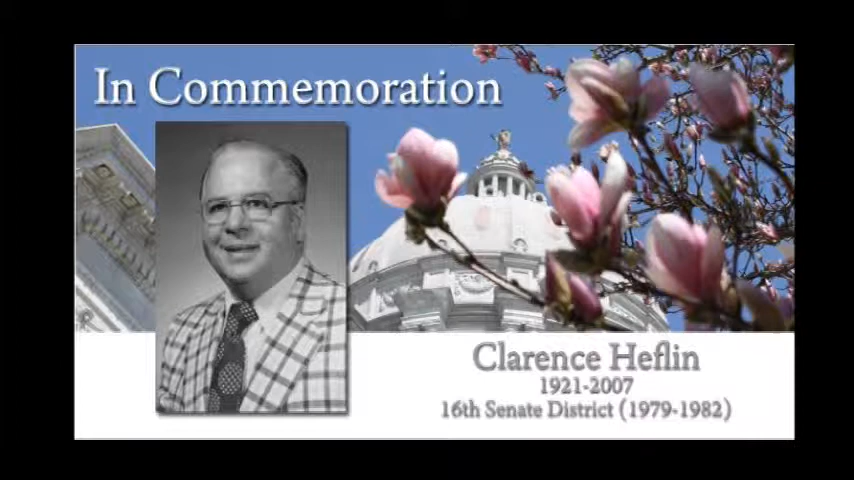 In Commemoration
Clarence Heflin
1921-2007
16th Senate District (1979-1982)